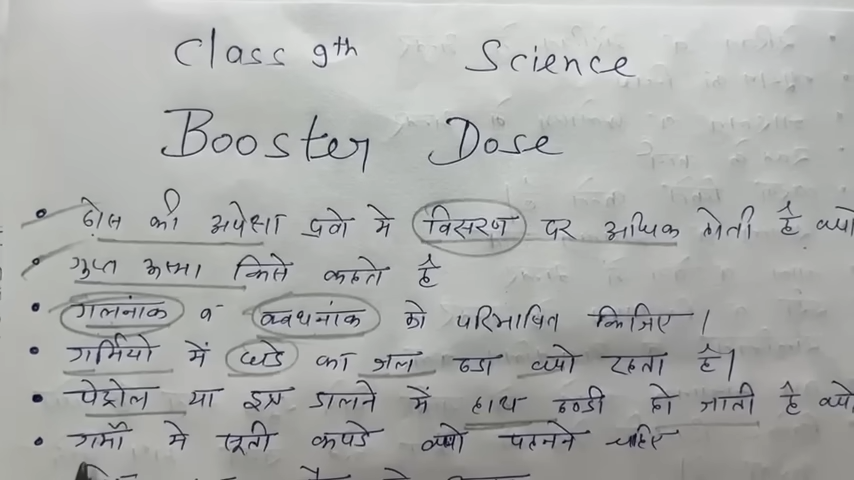 Class 9th Science
Booster Dose
• ठोस की अपेक्षा द्रवो मे विसरण दर अधिक होती है क्यो
• गुप्त ऊष्मा किसे कहते है
• गलनांक व क्वथनांक को परिभाषित किजिए।
• गर्मियो में घडे का जल ठण्डा क्यो रहता है।
• पेट्रोल या इत्र डालने में हाथ ठण्डी हो जाती है क्यो
• गर्मी मे सूती कपडे क्यो पहनने चाहिए